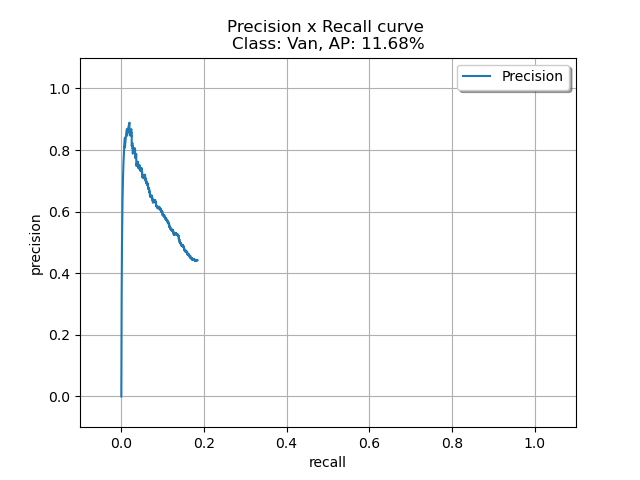 Precision x Recall curve
Class: Van, AP: 11.68%
Precision
precision
1.0
0.8
0.6
0.4
0.2
0.0
0.0 0.2 0.4 0.6 0.8 1.0
recall